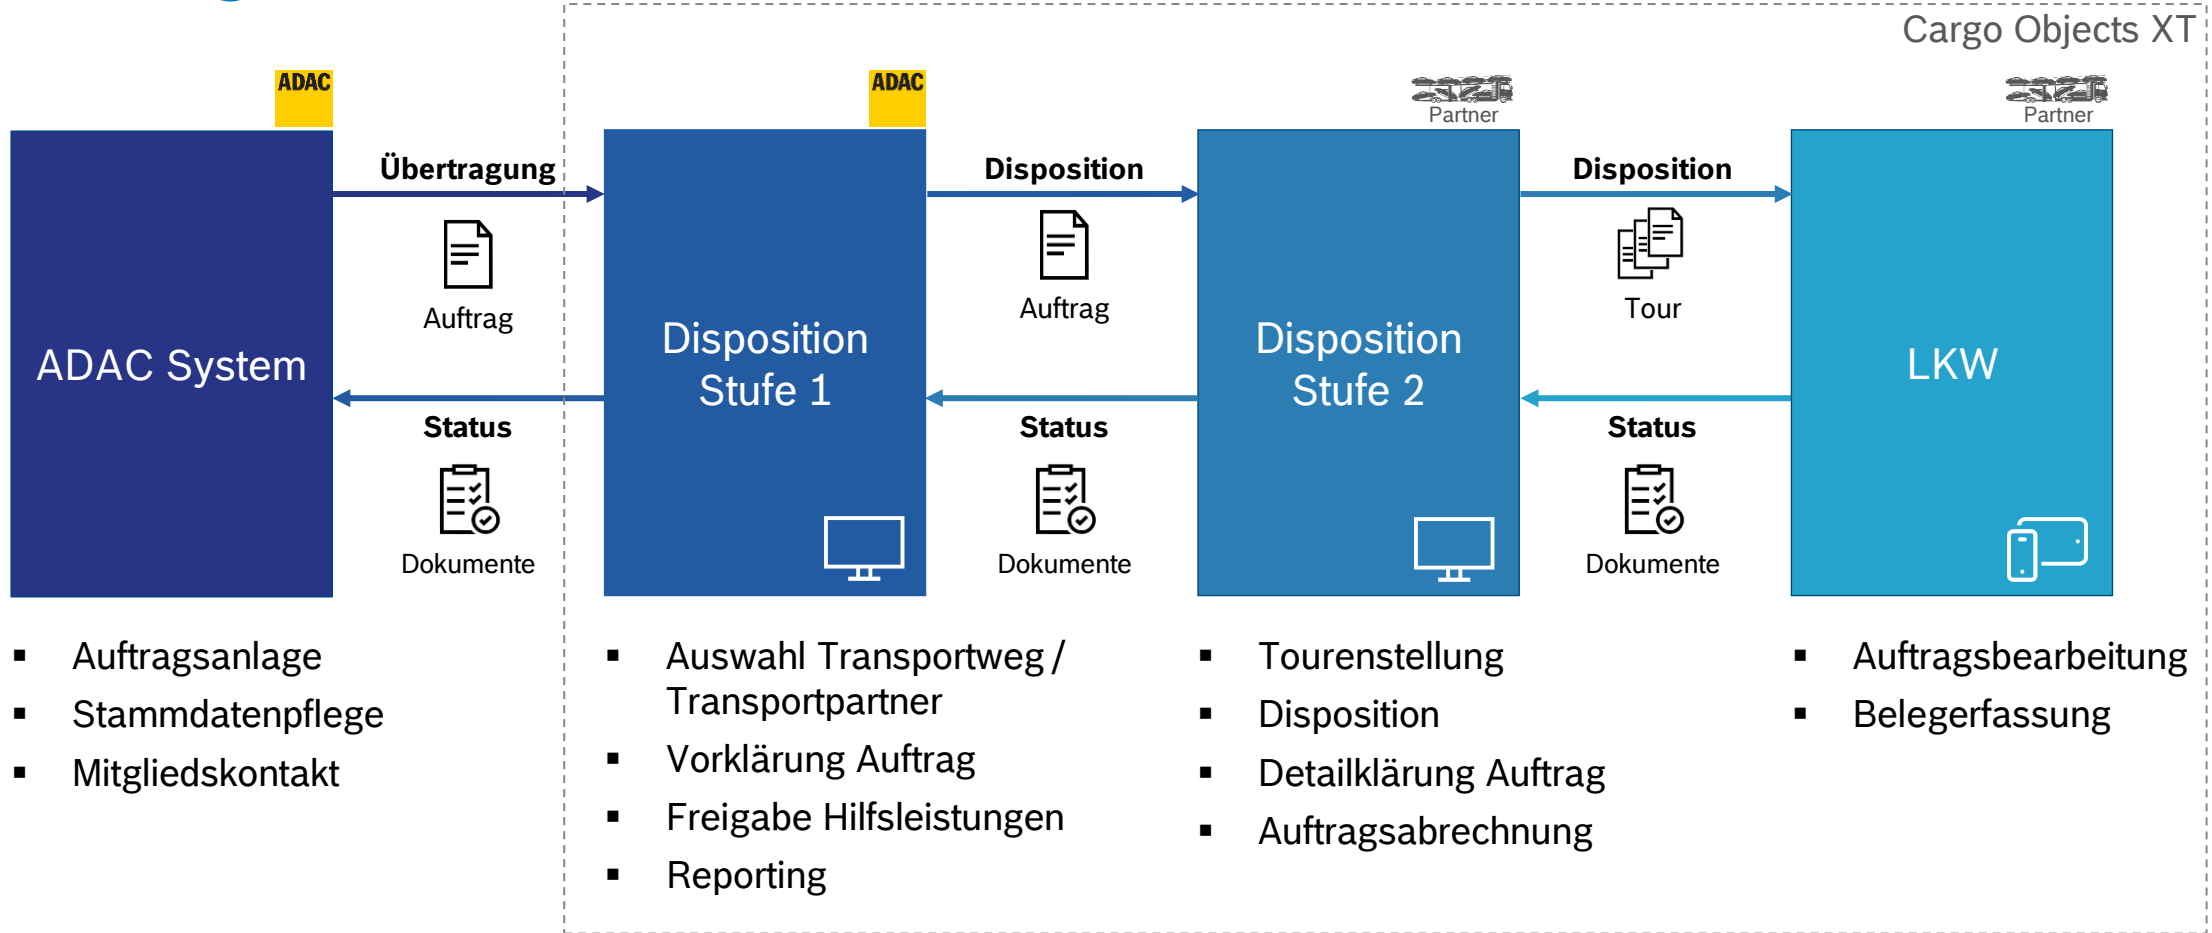 Cargo Objects XT
ADAC
ADAC
Partner
Partner
Übertragung
Disposition
Disposition
Auftrag
Auftrag
Tour
ADAC System
Disposition
Stufe 1
Disposition
Stufe 2
LKW
Status
Status
Status
Dokumente
Dokumente
Dokumente
▪ Auftragsanlage
▪ Stammdatenpflege
▪ Mitgliedskontakt
▪ Auswahl Transportweg /
Transportpartner
▪ Vorklärung Auftrag
▪ Freigabe Hilfsleistungen
▪ Reporting
▪ Tourenstellung
▪ Disposition
▪ Detailklärung Auftrag
▪ Auftragsabrechnung
▪ Auftragsbearbeitung
▪ Belegerfassung